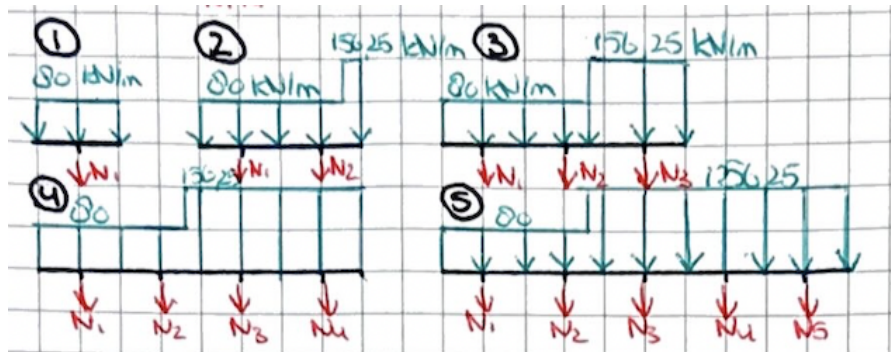 ① ② 156,25 kN/m ③ 156,25 kN/m
80 kN/m 80 kN/m 80 kN/m
N₁ N₁ N₂ N₁ N₂ N₃
④ 80 156,25 ⑤ 80 156,25
N₁ N₂ N₃ N₄ N₁ N₂ N₃ N₄ N5